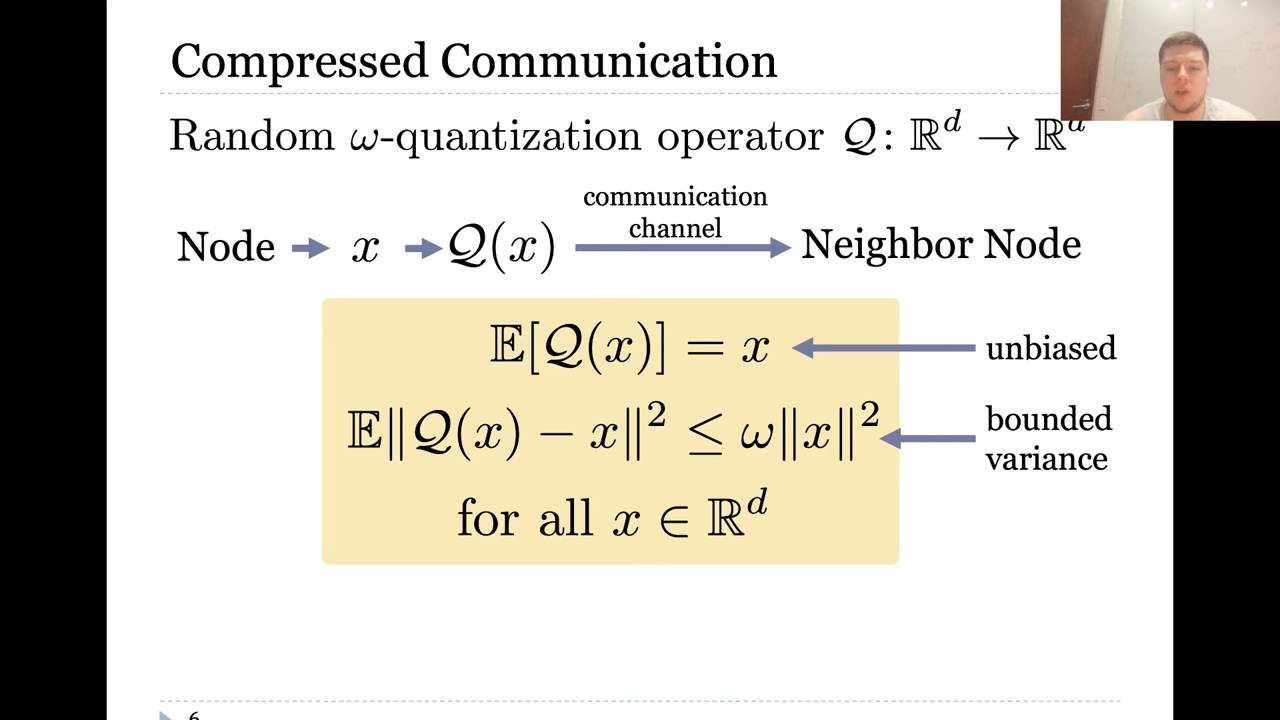 Compressed Communication
Random ω-quantization operator 𝒬: ℝ^d → ℝ^d
communication
channel
Node x 𝒬(x) Neighbor Node
𝔼[𝒬(x)] = x
unbiased
𝔼‖𝒬(x) − x‖² ≤ ω‖x‖²
bounded
variance
for all x ∈ ℝ^d
6